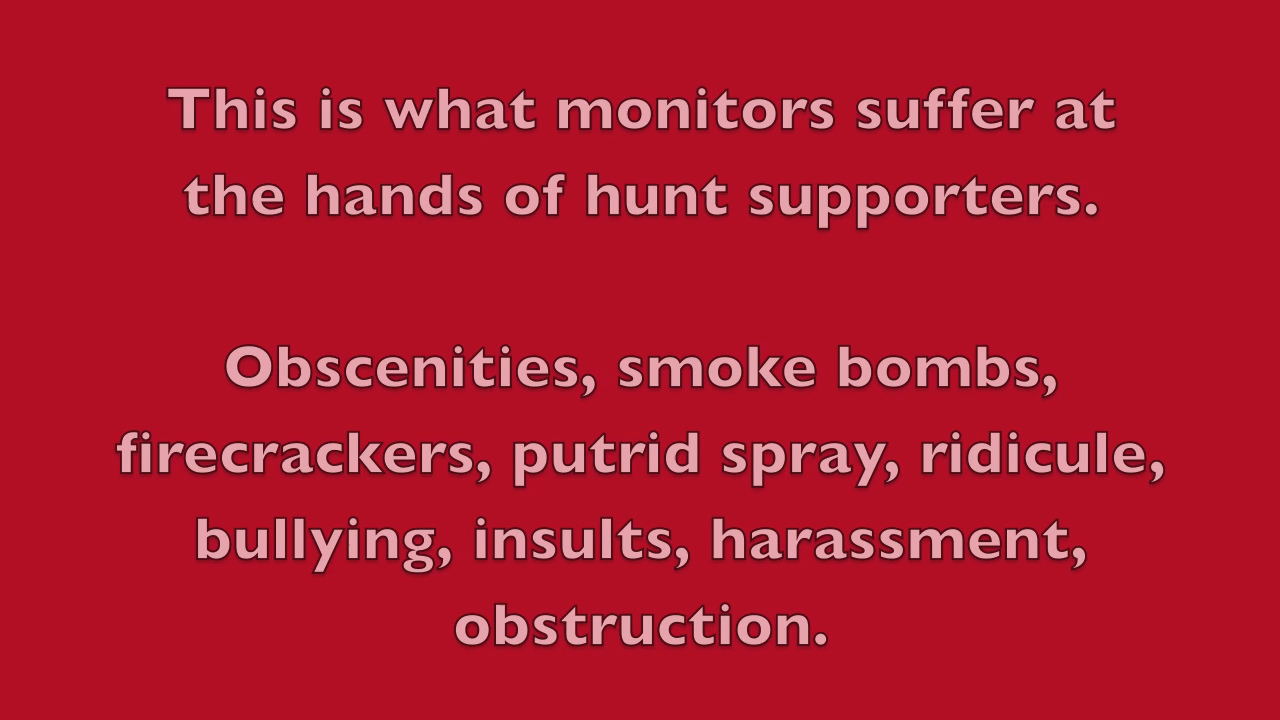 This is what monitors suffer at
the hands of hunt supporters.
Obscenities, smoke bombs,
firecrackers, putrid spray, ridicule,
bullying, insults, harassment,
obstruction.